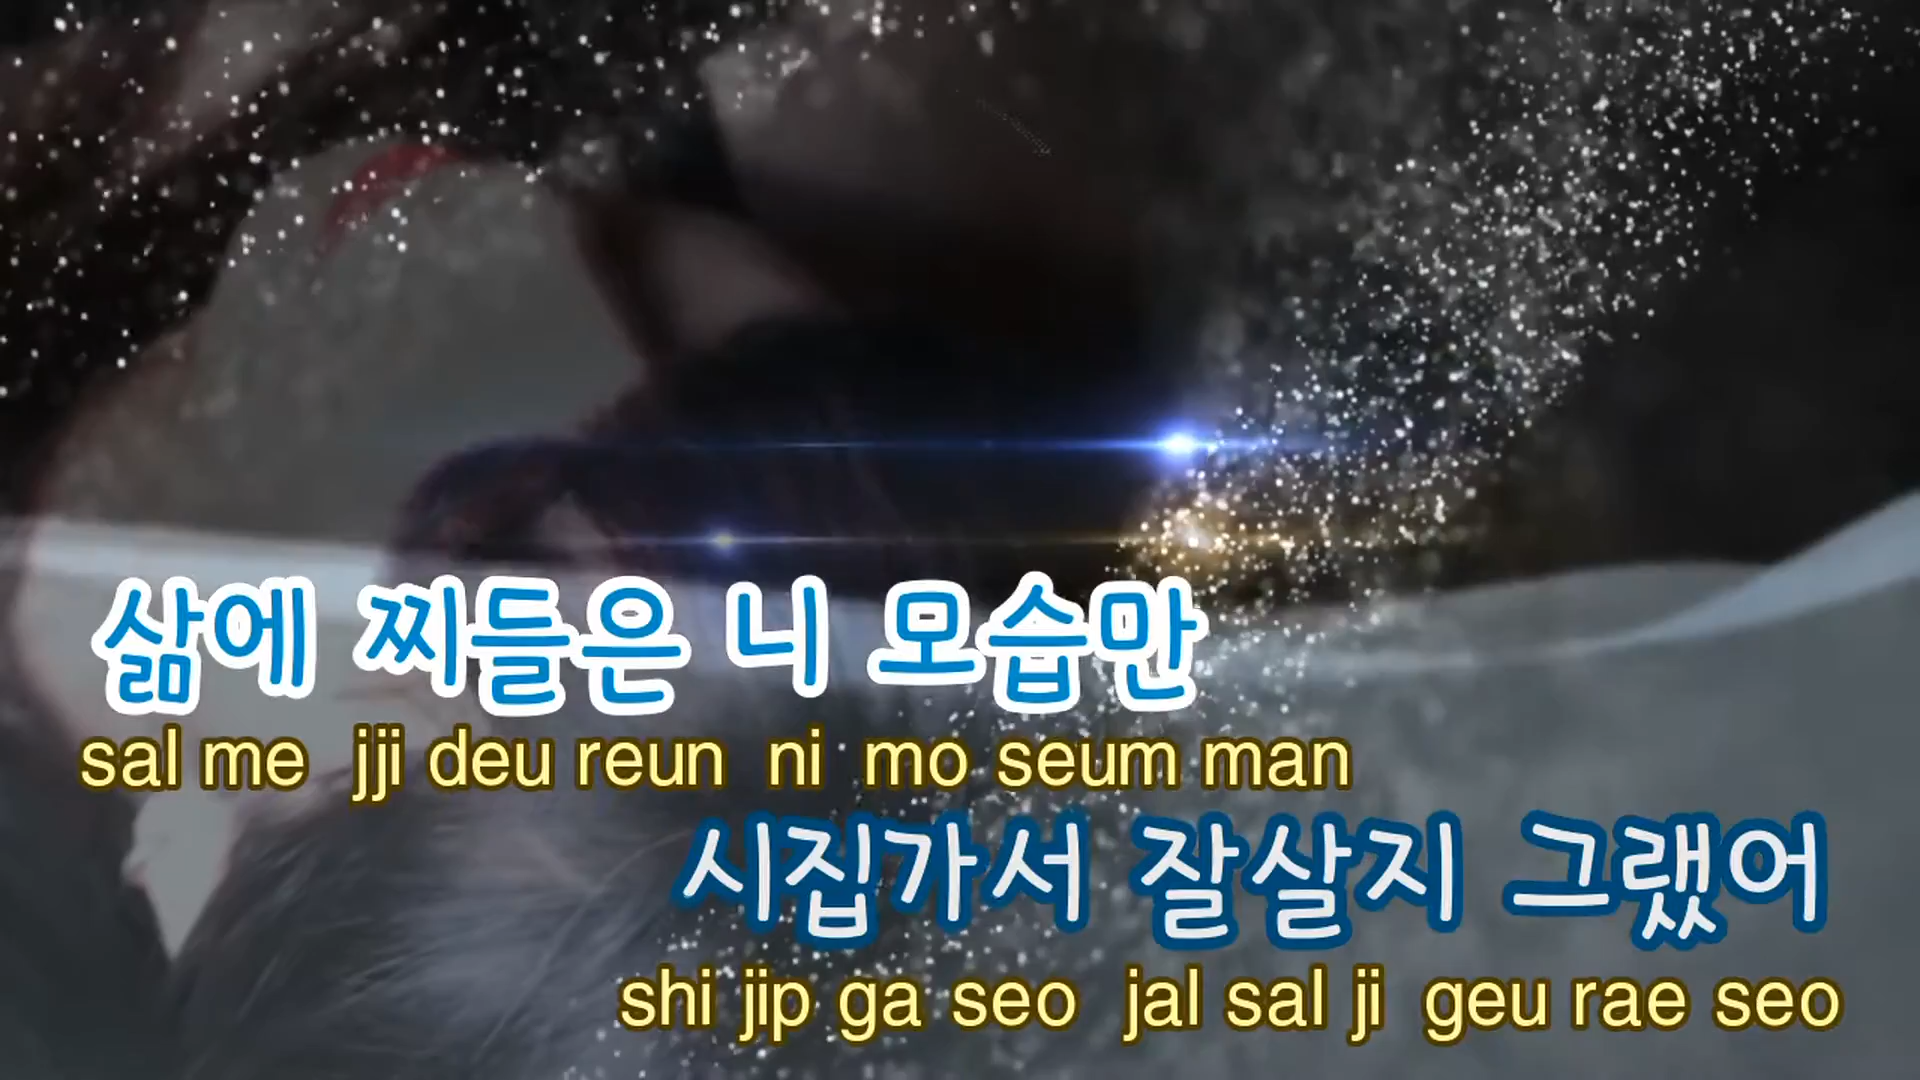 삶에 찌들은 니 모습만
sal me jji deu reun ni mo seum man
시집가서 잘살지 그랬어
shi jip ga seo jal sal ji geu rae seo